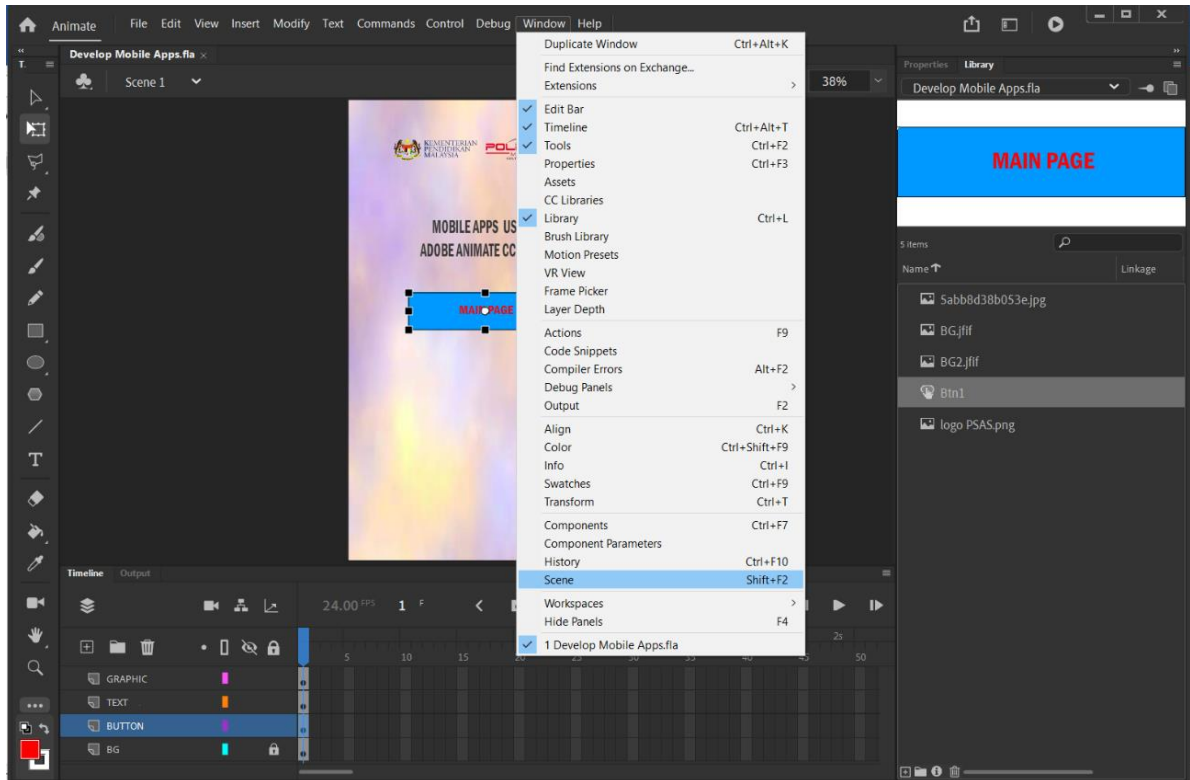 Animate File Edit View Insert Modify Text Commands Control Debug Window Help
Develop Mobile Apps.fla ×
Scene 1
38%
Duplicate Window Ctrl+Alt+K
Find Extensions on Exchange...
Extensions
Edit Bar
Timeline Ctrl+Alt+T
Tools Ctrl+F2
Properties Ctrl+F3
Assets
CC Libraries
Library Ctrl+L
Brush Library
Motion Presets
VR View
Frame Picker
Layer Depth
Actions F9
Code Snippets
Compiler Errors Alt+F2
Debug Panels
Output F2
Align Ctrl+K
Color Ctrl+Shift+F9
Info Ctrl+I
Swatches Ctrl+F9
Transform Ctrl+T
Components Ctrl+F7
Component Parameters
History Ctrl+F10
Scene Shift+F2
Workspaces
Hide Panels F4
1 Develop Mobile Apps.fla
KEMENTERIAN
PENDIDIKAN
MALAYSIA
MOBILE APPS US
ADOBE ANIMATE CC
MAIN PAGE
Properties Library
Develop Mobile Apps.fla
MAIN PAGE
5 items
Name Linkage
5abb8d38b053e.jpg
BG.jfif
BG2.jfif
Btn1
logo PSAS.png
Timeline Output
24.00 FPS 1 F
2s
5 10 15 50
GRAPHIC
TEXT
BUTTON
BG